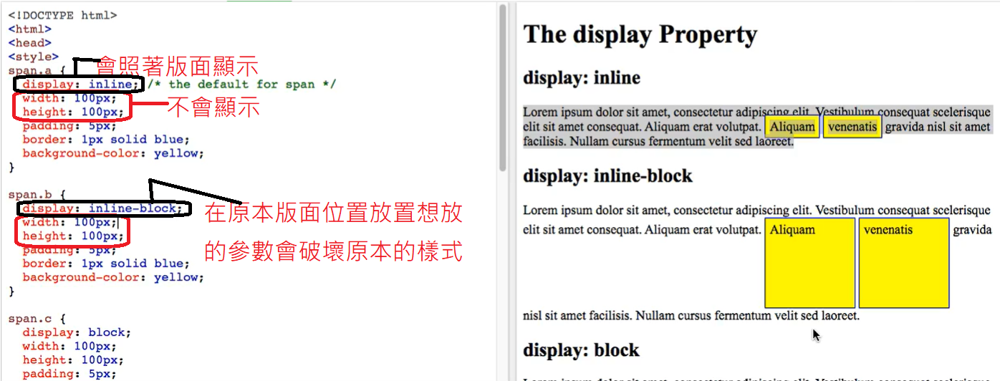 <!DOCTYPE html>
<html>
<head>
<style>
span.a {
會照著版面顯示
display: inline; /* the default for span */
width: 100px;
height: 100px;
不會顯示
padding: 5px;
border: 1px solid blue;
background-color: yellow;
}
span.b {
display: inline-block;
width: 100px;
height: 100px;
在原本版面位置放置想放
的參數會破壞原本的樣式
padding: 5px;
border: 1px solid blue;
background-color: yellow;
}
span.c {
display: block;
width: 100px;
height: 100px;
padding: 5px;
The display Property
display: inline
Lorem ipsum dolor sit amet, consectetur adipiscing elit. Vestibulum consequat scelerisque
elit sit amet consequat. Aliquam erat volutpat. Aliquam venenatis gravida nisl sit amet
facilisis. Nullam cursus fermentum velit sed laoreet.
display: inline-block
Lorem ipsum dolor sit amet, consectetur adipiscing elit. Vestibulum consequat scelerisque
elit sit amet consequat. Aliquam erat volutpat. Aliquam venenatis gravida
nisl sit amet facilisis. Nullam cursus fermentum velit sed laoreet.
display: block